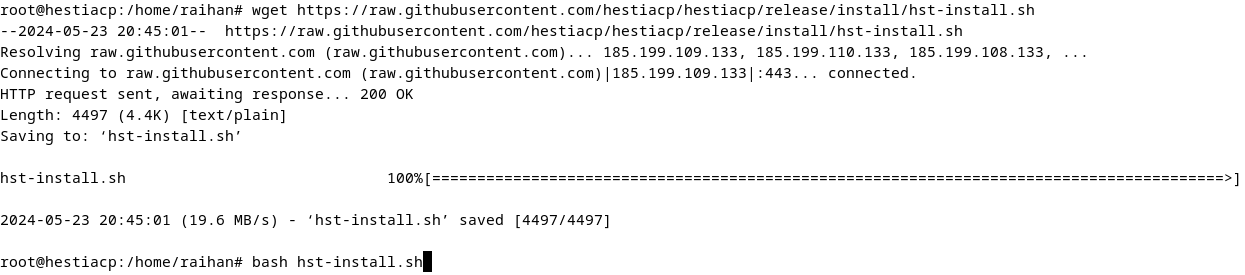 root@hestiacp:/home/raihan# wget https://raw.githubusercontent.com/hestiacp/hestiacp/release/install/hst-install.sh
--2024-05-23 20:45:01--  https://raw.githubusercontent.com/hestiacp/hestiacp/release/install/hst-install.sh
Resolving raw.githubusercontent.com (raw.githubusercontent.com)... 185.199.109.133, 185.199.110.133, 185.199.108.133, ...
Connecting to raw.githubusercontent.com (raw.githubusercontent.com)|185.199.109.133|:443... connected.
HTTP request sent, awaiting response... 200 OK
Length: 4497 (4.4K) [text/plain]
Saving to: ‘hst-install.sh’
hst-install.sh                             100%[========================================================================================>]
2024-05-23 20:45:01 (19.6 MB/s) - ‘hst-install.sh’ saved [4497/4497]
root@hestiacp:/home/raihan# bash hst-install.sh